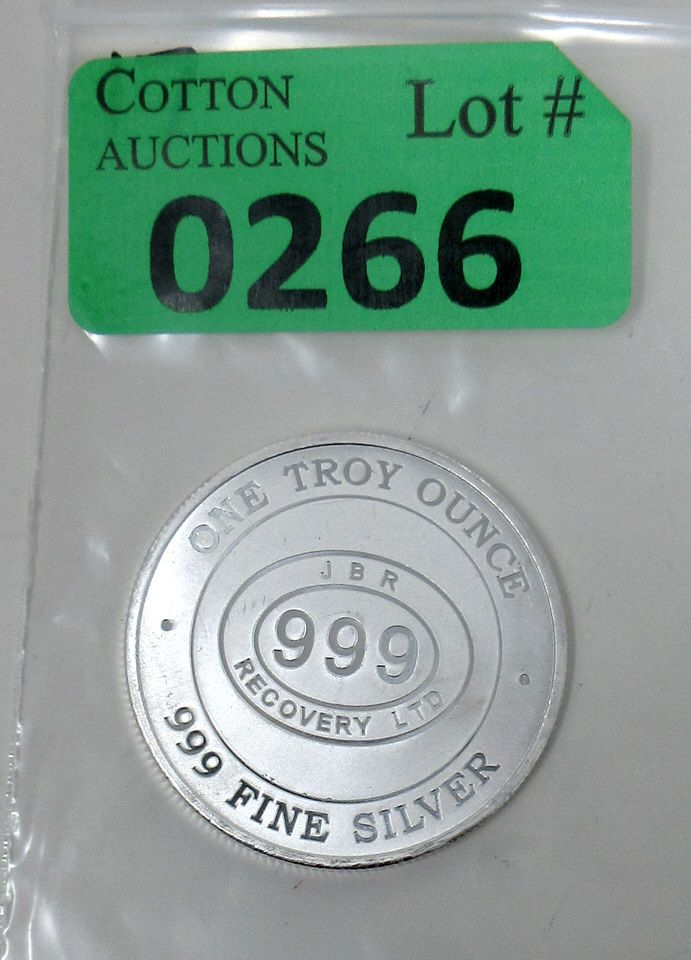 COTTON
AUCTIONS
Lot #
0266
ONE TROY OUNCE
JBR
999
RECOVERY LTD
999 FINE SILVER